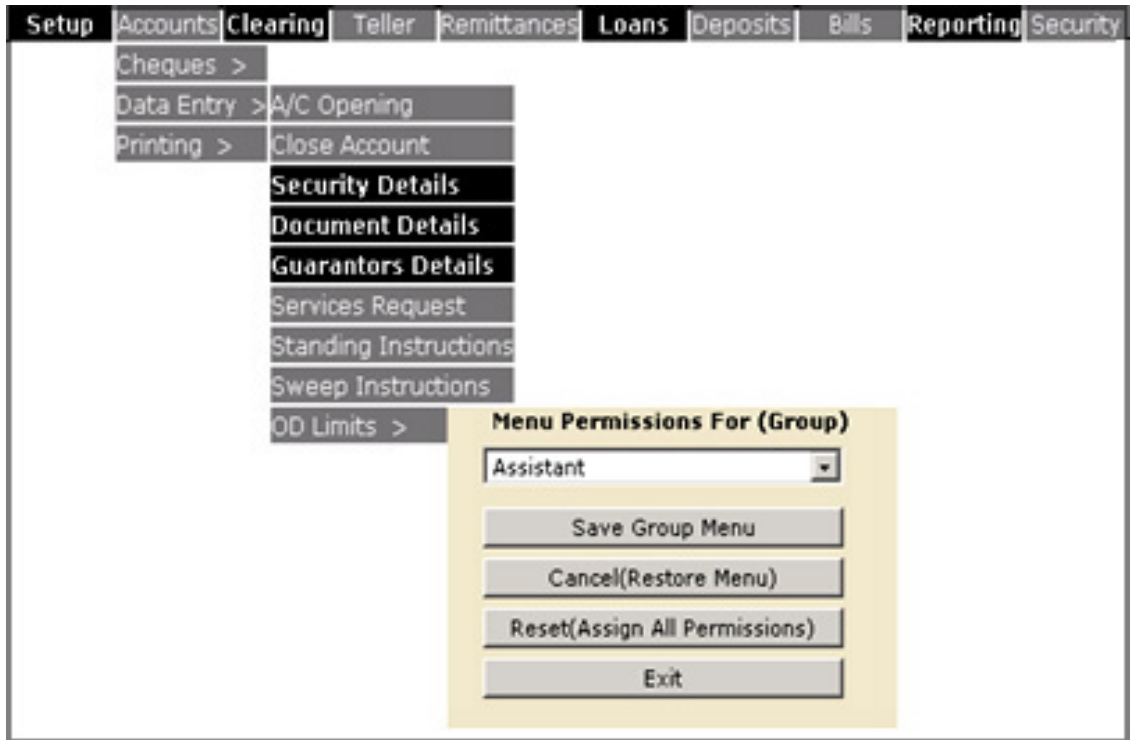 Setup Accounts Clearing Teller Remittances Loans Deposits Bills Reporting Security
Cheques >
Data Entry > A/C Opening
Printing > Close Account
Security Details
Document Details
Guarantors Details
Services Request
Standing Instructions
Sweep Instructions
OD Limits >
Menu Permissions For (Group)
Assistant
Save Group Menu
Cancel(Restore Menu)
Reset(Assign All Permissions)
Exit